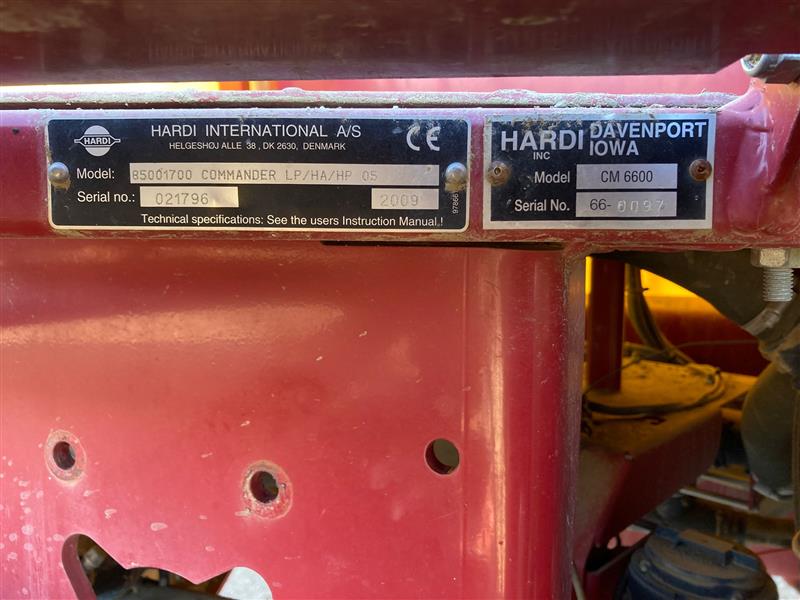 HARDI
HARDI INTERNATIONAL A/S
HELGESHØJ ALLE 38, DK 2630, DENMARK
CE
Model: 85001700 COMMANDER LP/HA/HP 05
Serial no.: 021796 2009
Technical specifications: See the users Instruction Manual.!
HARDI INC
DAVENPORT
IOWA
Model CM 6600
Serial No. 66-0097